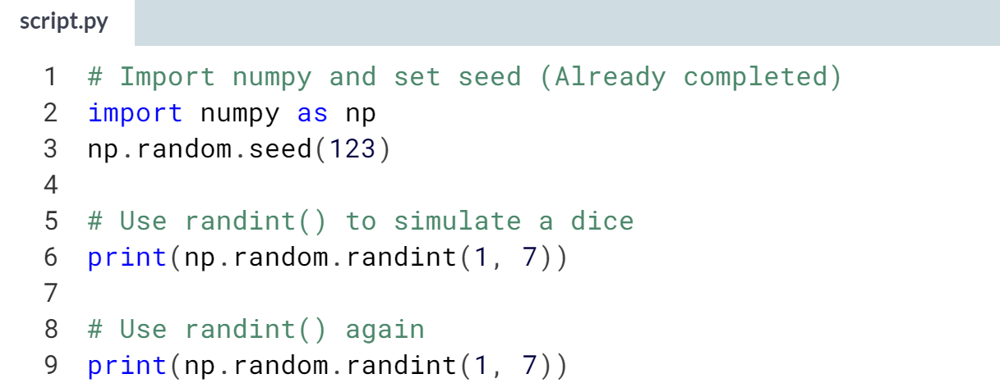 script.py
1 # Import numpy and set seed (Already completed)
2 import numpy as np
3 np.random.seed(123)
4
5 # Use randint() to simulate a dice
6 print(np.random.randint(1, 7))
7
8 # Use randint() again
9 print(np.random.randint(1, 7))